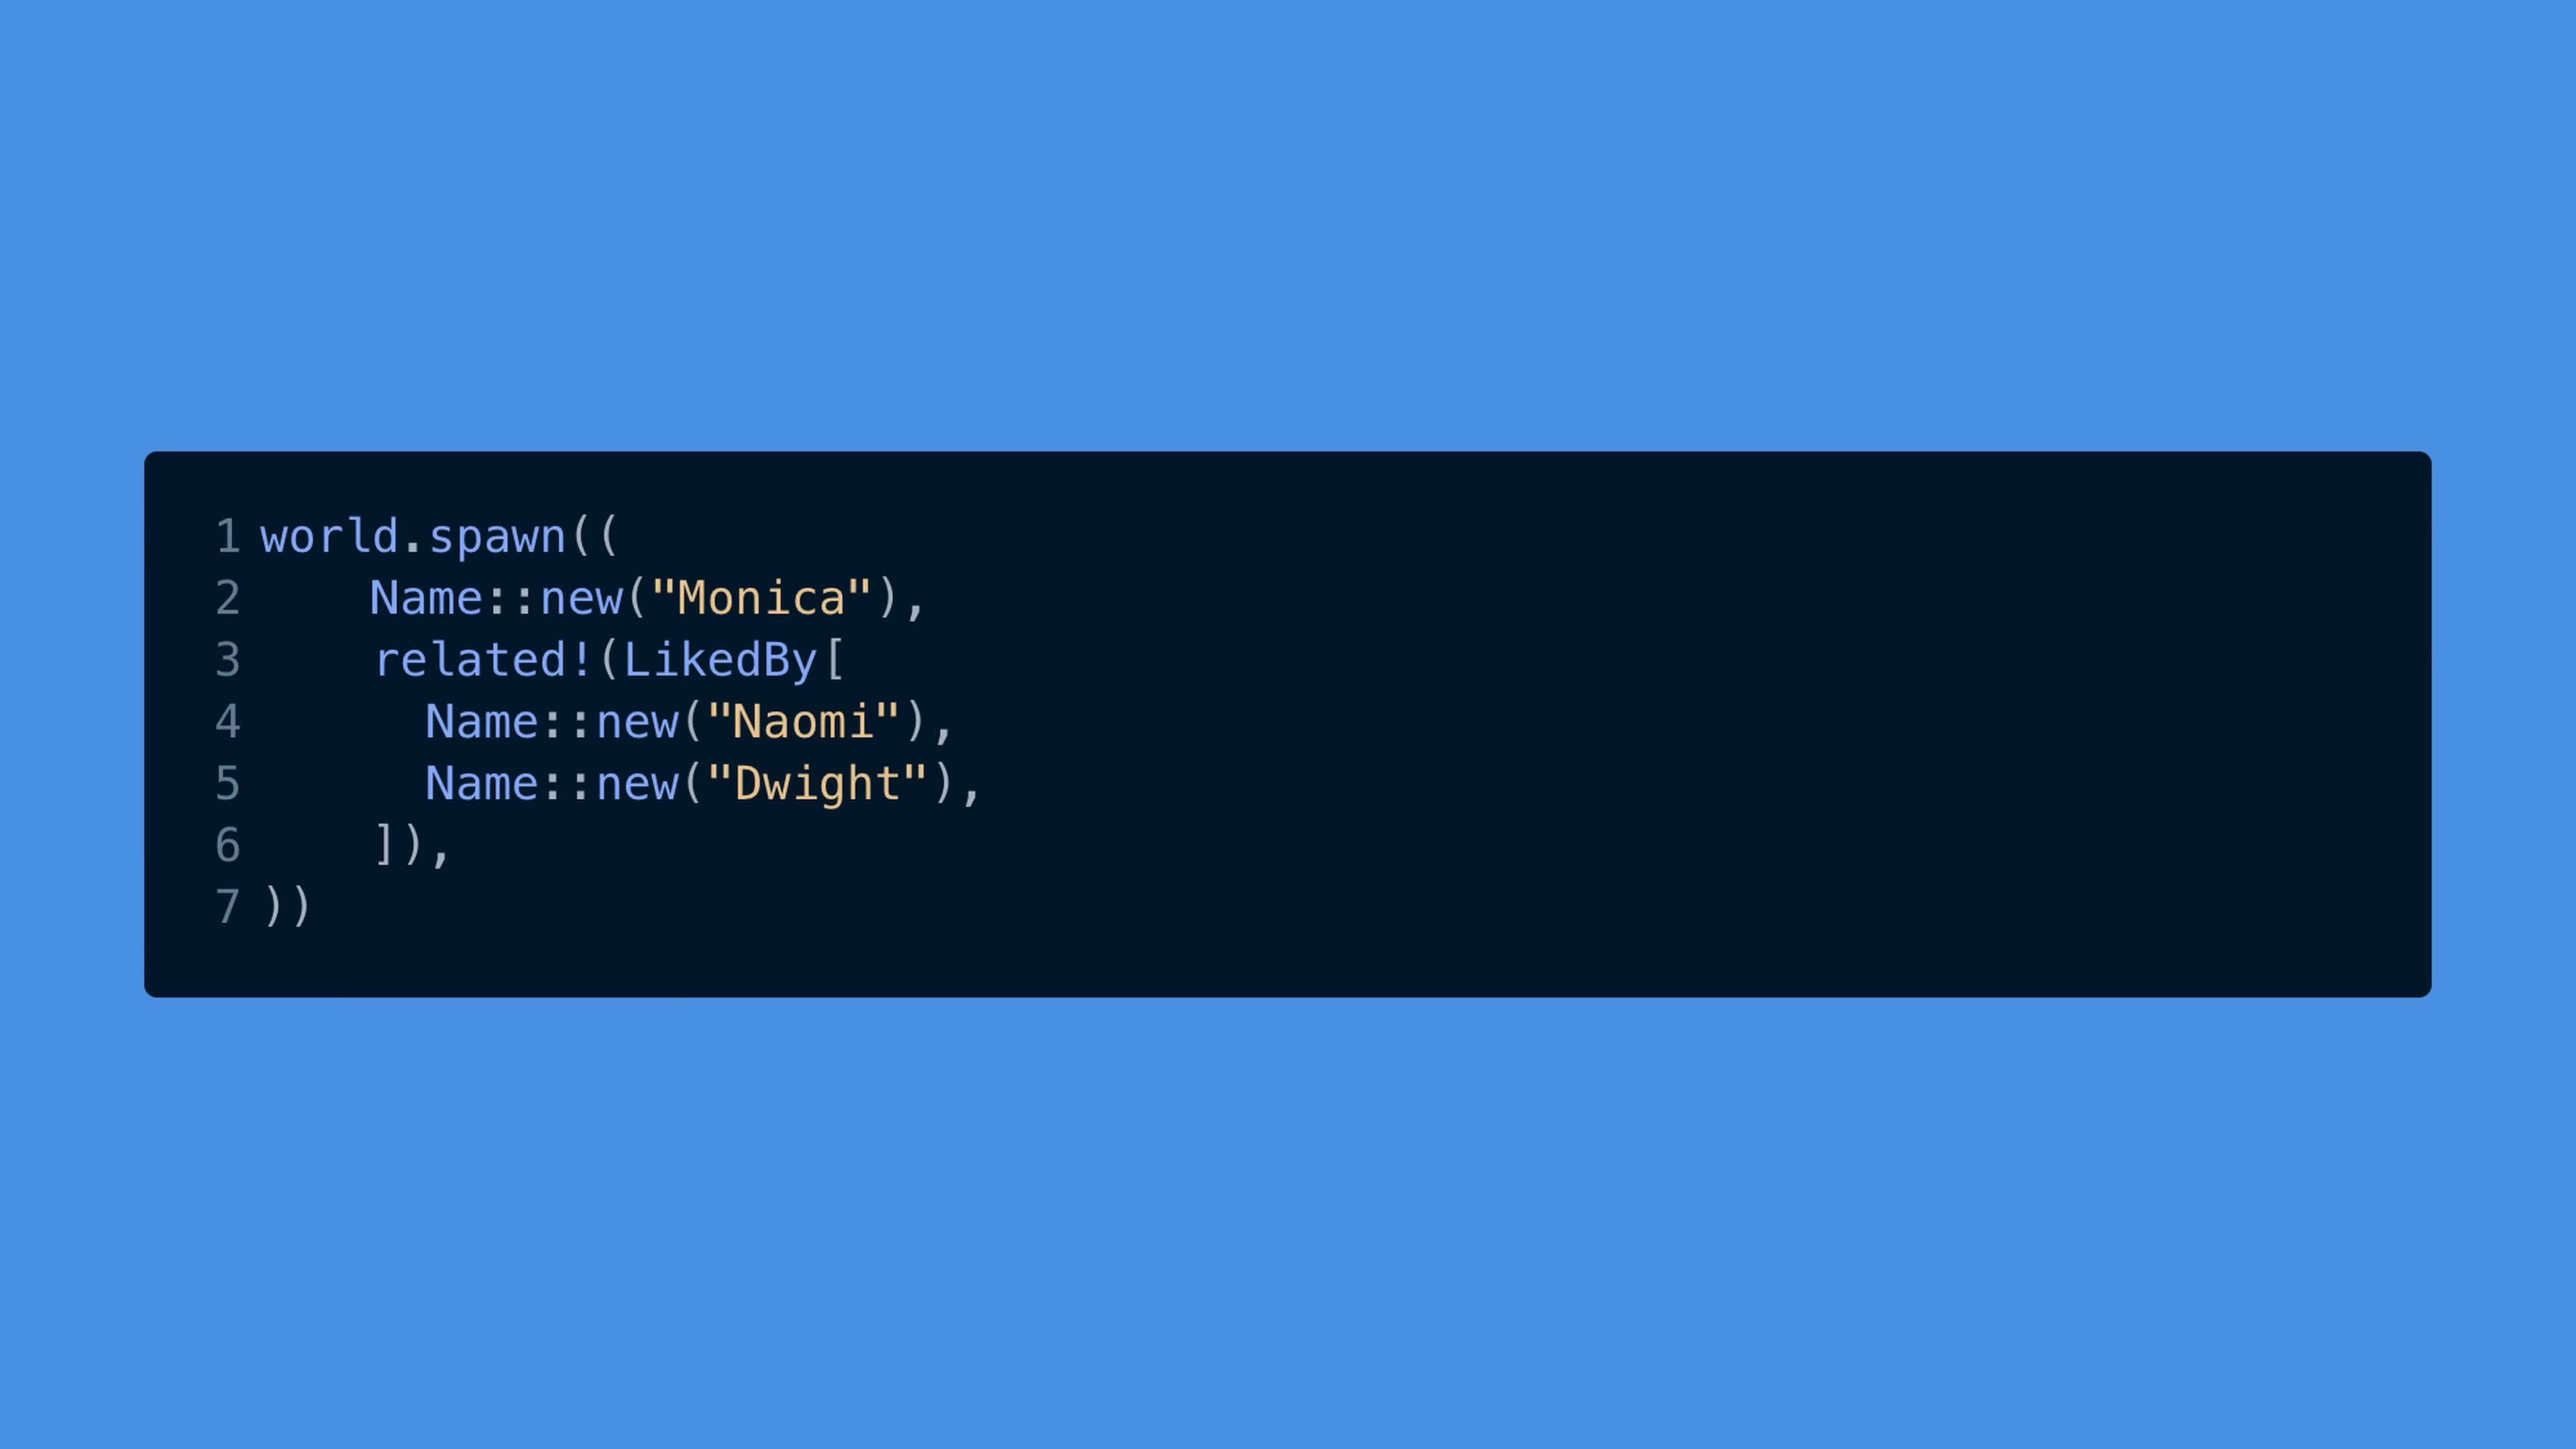 1 world.spawn((
2     Name::new("Monica"),
3     related!(LikedBy[
4       Name::new("Naomi"),
5       Name::new("Dwight"),
6     ]),
7 ))